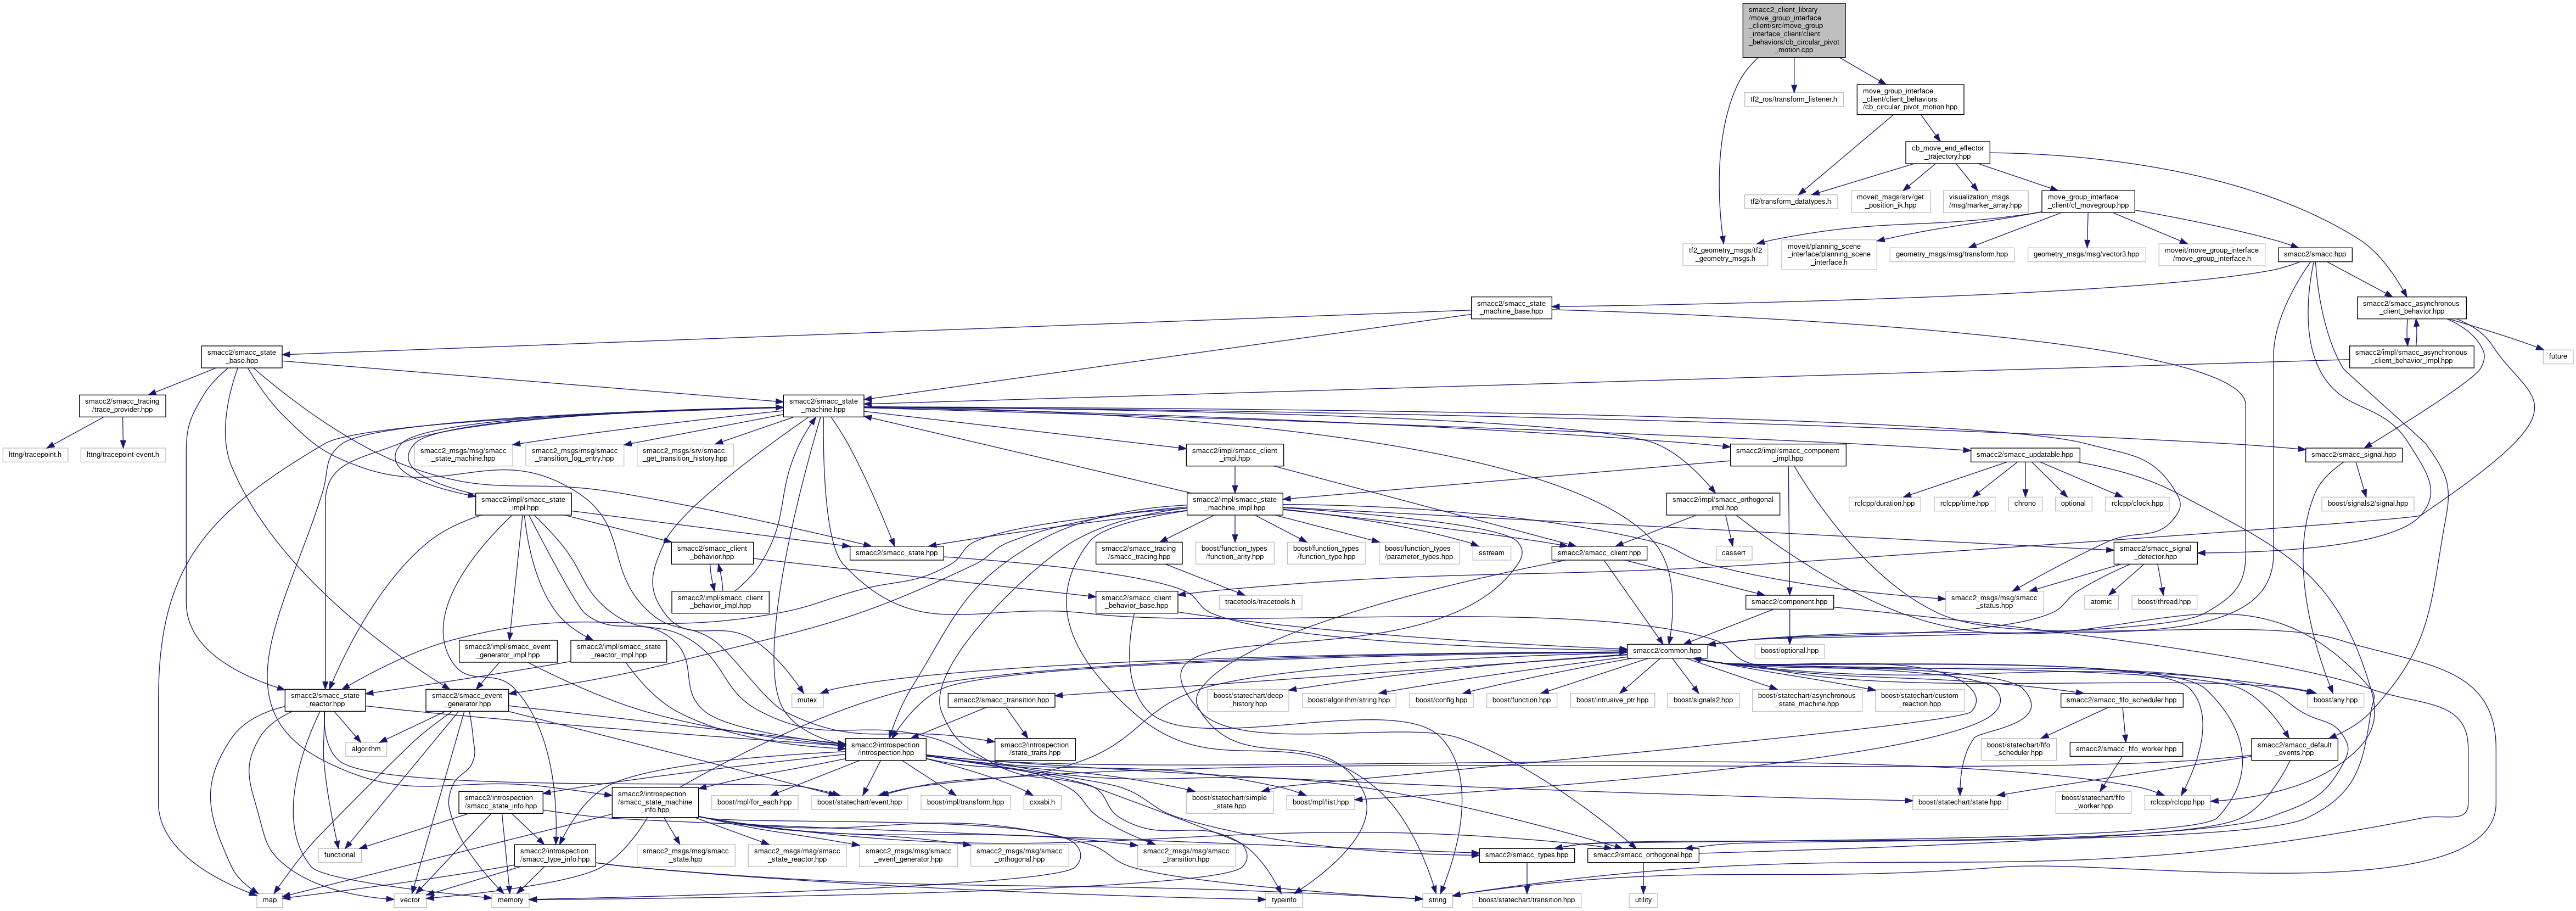 smacc2_client_library
/move_group_interface
_client/src/move_group
_interface_client/client
_behaviors/cb_circular_pivot
_motion.cpp
tf2_ros/transform_listener.h
move_group_interface
_client/client_behaviors
/cb_circular_pivot_motion.hpp
cb_move_end_effector
_trajectory.hpp
tf2/transform_datatypes.h
moveit_msgs/srv/get
_position_ik.hpp
visualization_msgs
/msg/marker_array.hpp
move_group_interface
_client/cl_movegroup.hpp
tf2_geometry_msgs/tf2
_geometry_msgs.h
moveit/planning_scene
_interface/planning_scene
_interface.h
geometry_msgs/msg/transform.hpp
geometry_msgs/msg/vector3.hpp
moveit/move_group_interface
/move_group_interface.h
smacc2/smacc.hpp
smacc2/smacc_state
_machine_base.hpp
smacc2/smacc_asynchronous
_client_behavior.hpp
smacc2/smacc_state
_base.hpp
smacc2/impl/smacc_asynchronous
_client_behavior_impl.hpp
future
smacc2/smacc_tracing
/trace_provider.hpp
smacc2/smacc_state
_machine.hpp
lttng/tracepoint.h
lttng/tracepoint-event.h
smacc2_msgs/msg/smacc
_state_machine.hpp
smacc2_msgs/msg/smacc
_transition_log_entry.hpp
smacc2_msgs/srv/smacc
_get_transition_history.hpp
smacc2/impl/smacc_client
_impl.hpp
smacc2/impl/smacc_component
_impl.hpp
smacc2/smacc_updatable.hpp
smacc2/smacc_signal.hpp
smacc2/impl/smacc_state
_impl.hpp
smacc2/impl/smacc_state
_machine_impl.hpp
smacc2/impl/smacc_orthogonal
_impl.hpp
rclcpp/duration.hpp
rclcpp/time.hpp
chrono
optional
rclcpp/clock.hpp
boost/signals2/signal.hpp
smacc2/smacc_client
_behavior.hpp
smacc2/smacc_state.hpp
smacc2/smacc_tracing
/smacc_tracing.hpp
boost/function_types
/function_arity.hpp
boost/function_types
/function_type.hpp
boost/function_types
/parameter_types.hpp
sstream
smacc2/smacc_client.hpp
cassert
smacc2/smacc_signal
_detector.hpp
smacc2/impl/smacc_client
_behavior_impl.hpp
smacc2/smacc_client
_behavior_base.hpp
tracetools/tracetools.h
smacc2/component.hpp
smacc2_msgs/msg/smacc
_status.hpp
atomic
boost/thread.hpp
smacc2/impl/smacc_event
_generator_impl.hpp
smacc2/impl/smacc_state
_reactor_impl.hpp
smacc2/common.hpp
boost/optional.hpp
smacc2/smacc_state
_reactor.hpp
smacc2/smacc_event
_generator.hpp
mutex
smacc2/smacc_transition.hpp
boost/statechart/deep
_history.hpp
boost/algorithm/string.hpp
boost/config.hpp
boost/function.hpp
boost/intrusive_ptr.hpp
boost/signals2.hpp
boost/statechart/asynchronous
_state_machine.hpp
boost/statechart/custom
_reaction.hpp
smacc2/smacc_fifo_scheduler.hpp
boost/any.hpp
algorithm
smacc2/introspection
/introspection.hpp
smacc2/introspection
/state_traits.hpp
boost/statechart/fifo
_scheduler.hpp
smacc2/smacc_fifo_worker.hpp
smacc2/smacc_default
_events.hpp
smacc2/introspection
/smacc_state_info.hpp
smacc2/introspection
/smacc_state_machine
_info.hpp
boost/mpl/for_each.hpp
boost/statechart/event.hpp
boost/mpl/transform.hpp
cxxabi.h
boost/statechart/simple
_state.hpp
boost/mpl/list.hpp
boost/statechart/state.hpp
boost/statechart/fifo
_worker.hpp
rclcpp/rclcpp.hpp
functional
smacc2/introspection
/smacc_type_info.hpp
smacc2_msgs/msg/smacc
_state.hpp
smacc2_msgs/msg/smacc
_state_reactor.hpp
smacc2_msgs/msg/smacc
_event_generator.hpp
smacc2_msgs/msg/smacc
_orthogonal.hpp
smacc2_msgs/msg/smacc
_transition.hpp
smacc2/smacc_types.hpp
smacc2/smacc_orthogonal.hpp
map
vector
memory
typeinfo
string
boost/statechart/transition.hpp
utility